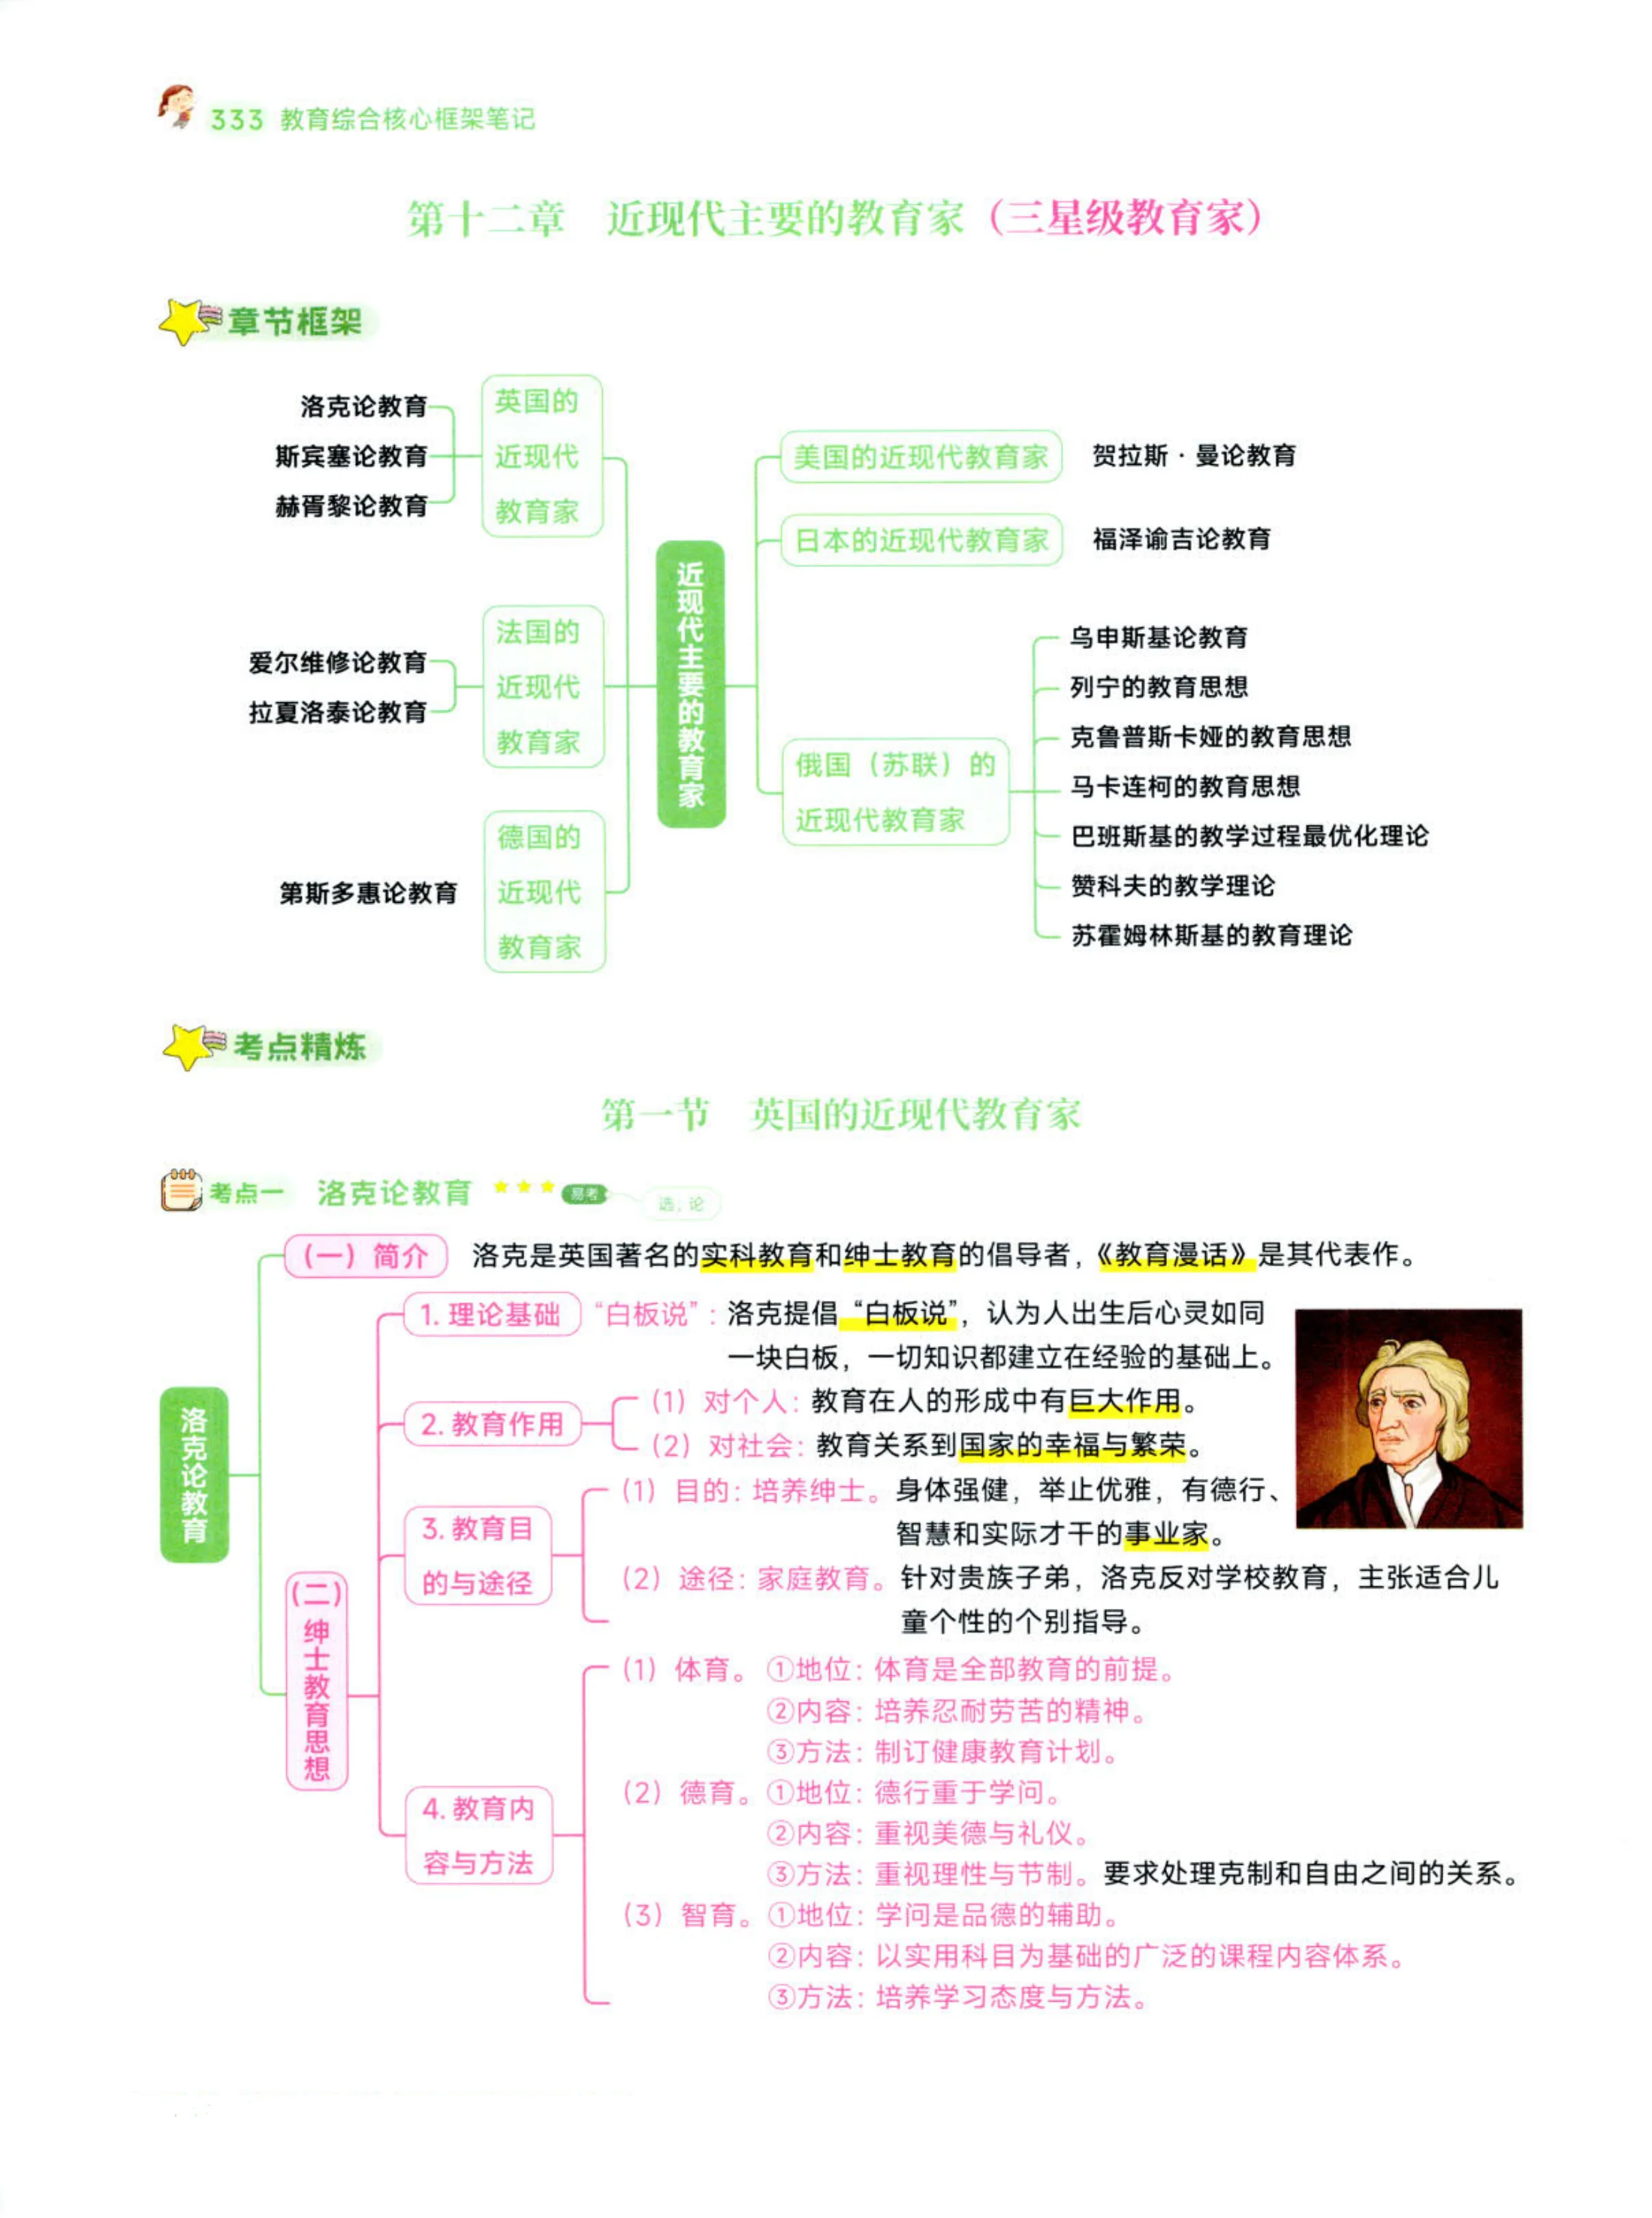 333 教育综合核心框架笔记
第十二章 近现代主要的教育家（三星级教育家）
章节框架
洛克论教育
斯宾塞论教育
赫胥黎论教育
英国的
近现代
教育家
爱尔维修论教育
拉夏洛泰论教育
法国的
近现代
教育家
第斯多惠论教育
德国的
近现代
教育家
近现代主要的教育家
美国的近现代教育家
贺拉斯·曼论教育
日本的近现代教育家
福泽谕吉论教育
俄国（苏联）的
近现代教育家
乌申斯基论教育
列宁的教育思想
克鲁普斯卡娅的教育思想
马卡连柯的教育思想
巴班斯基的教学过程最优化理论
赞科夫的教学理论
苏霍姆林斯基的教育理论
考点精炼
第一节 英国的近现代教育家
考点一 洛克论教育 易考 选；论
洛克论教育
（一）简介 洛克是英国著名的实科教育和绅士教育的倡导者，《教育漫话》是其代表作。
（二）绅士教育思想
1. 理论基础 “白板说”：洛克提倡“白板说”，认为人出生后心灵如同
一块白板，一切知识都建立在经验的基础上。
2. 教育作用
（1）对个人：教育在人的形成中有巨大作用。
（2）对社会：教育关系到国家的幸福与繁荣。
3. 教育目
的与途径
（1）目的：培养绅士。身体强健，举止优雅，有德行、
智慧和实际才干的事业家。
（2）途径：家庭教育。针对贵族子弟，洛克反对学校教育，主张适合儿
童个性的个别指导。
4. 教育内
容与方法
（1）体育。①地位：体育是全部教育的前提。
②内容：培养忍耐劳苦的精神。
③方法：制订健康教育计划。
（2）德育。①地位：德行重于学问。
②内容：重视美德与礼仪。
③方法：重视理性与节制。要求处理克制和自由之间的关系。
（3）智育。①地位：学问是品德的辅助。
②内容：以实用科目为基础的广泛的课程内容体系。
③方法：培养学习态度与方法。